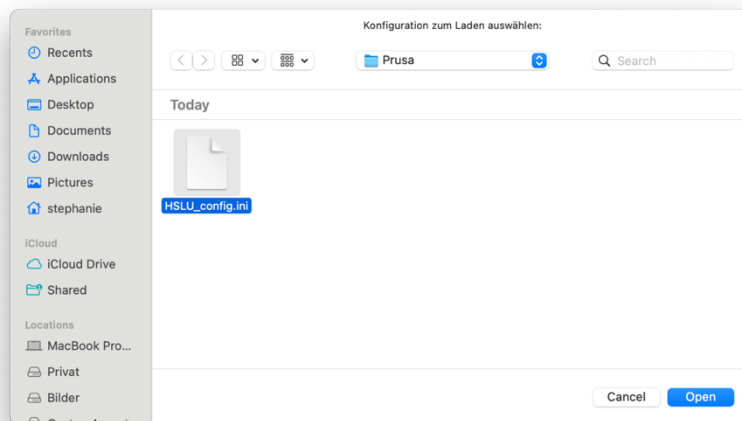 Konfiguration zum Laden auswählen:
Favorites
Recents
Applications
Desktop
Documents
Downloads
Pictures
stephanie
iCloud
iCloud Drive
Shared
Locations
MacBook Pro...
Privat
Bilder
Prusa
Search
Today
HSLU_config.ini
Cancel
Open